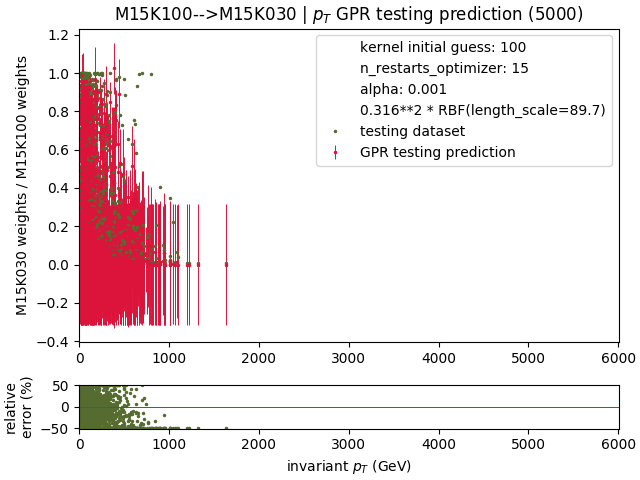 M15K100-->M15K030 | p_T GPR testing prediction (5000)
M15K030 weights / M15K100 weights
1.2
1.0
0.8
0.6
0.4
0.2
0.0
−0.2
−0.4
kernel initial guess: 100
n_restarts_optimizer: 15
alpha: 0.001
0.316**2 * RBF(length_scale=89.7)
testing dataset
GPR testing prediction
0 1000 2000 3000 4000 5000 6000
relative
error (%)
50
0
−50
0 1000 2000 3000 4000 5000 6000
invariant p_T (GeV)